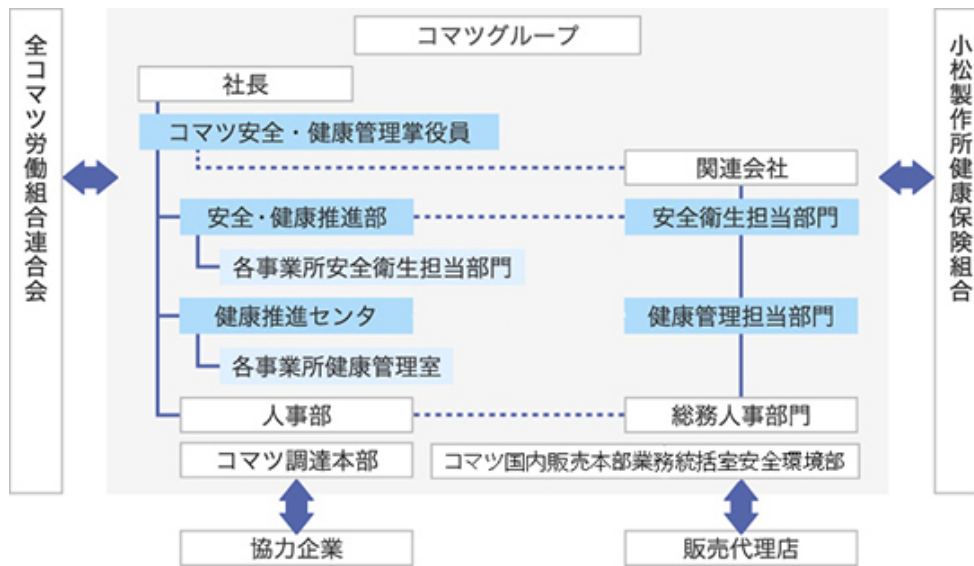 コマツグループ
全コマツ労働組合連合会
小松製作所健康保険組合
社長
コマツ安全・健康管理掌役員
関連会社
安全・健康推進部
安全衛生担当部門
各事業所安全衛生担当部門
健康推進センタ
健康管理担当部門
各事業所健康管理室
人事部
総務人事部門
コマツ調達本部
コマツ国内販売本部業務統括室安全環境部
協力企業
販売代理店